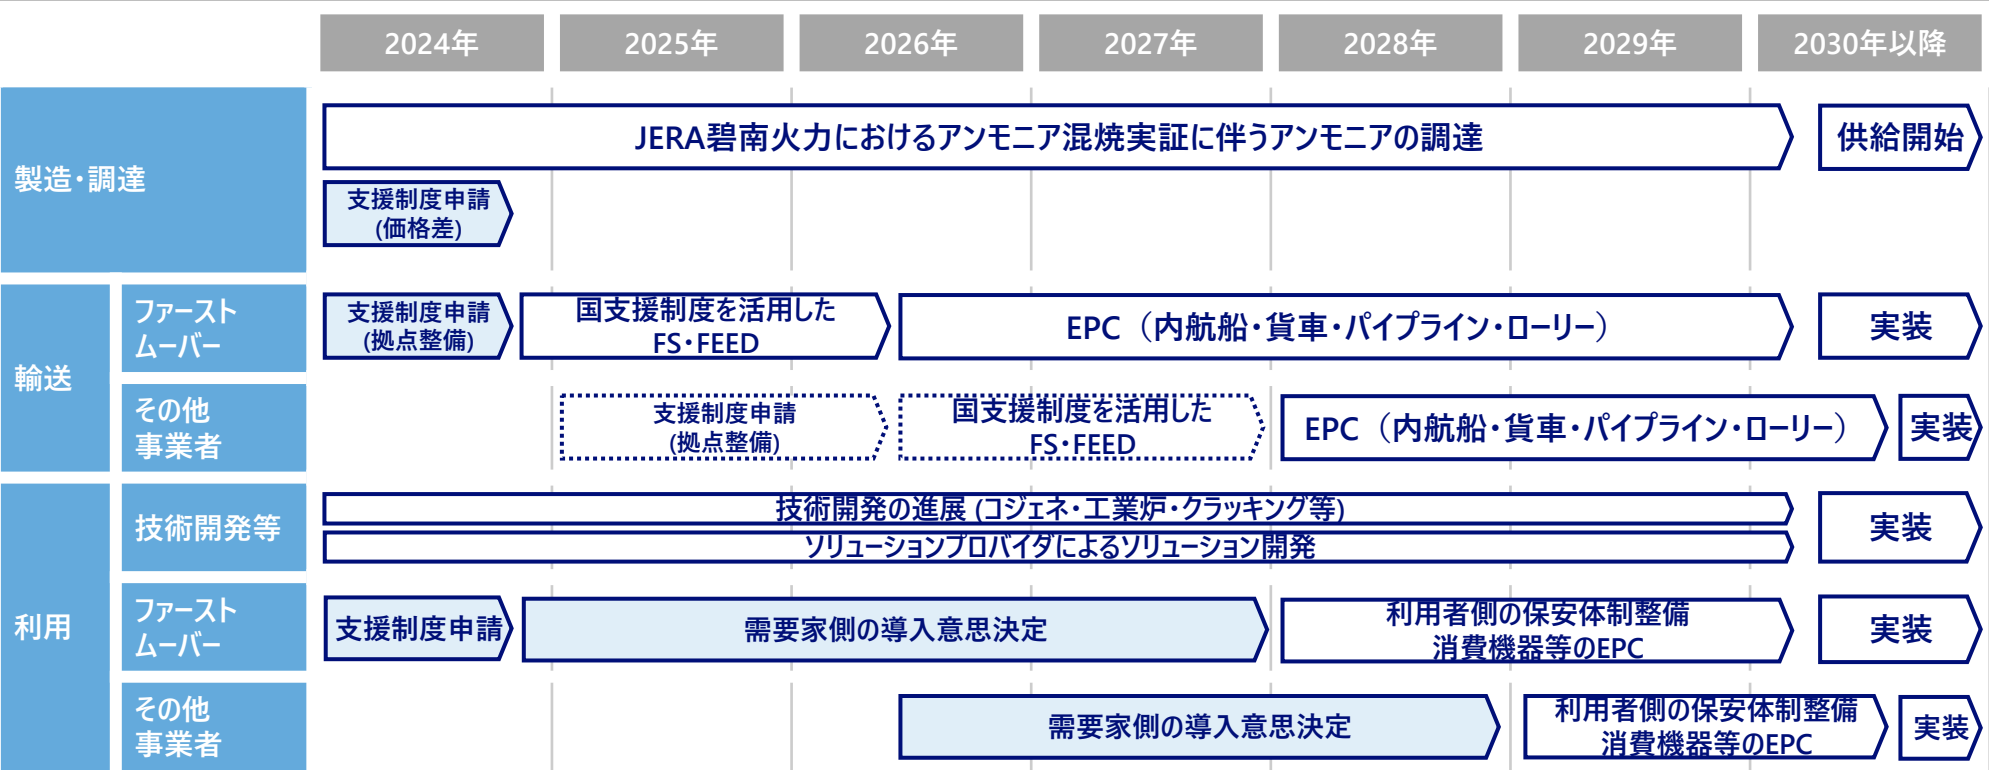 2024年
2025年
2026年
2027年
2028年
2029年
2030年以降
製造・調達
JERA碧南火力におけるアンモニア混焼実証に伴うアンモニアの調達
供給開始
支援制度申請
(価格差)
輸送
ファースト
ムーバー
支援制度申請
(拠点整備)
国支援制度を活用した
FS・FEED
EPC（内航船・貨車・パイプライン・ローリー）
実装
その他
事業者
支援制度申請
(拠点整備)
国支援制度を活用した
FS・FEED
EPC（内航船・貨車・パイプライン・ローリー）
実装
利用
技術開発等
技術開発の進展 (コジェネ・工業炉・クラッキング等)
ソリューションプロバイダによるソリューション開発
実装
ファースト
ムーバー
支援制度申請
需要家側の導入意思決定
利用者側の保安体制整備
消費機器等のEPC
実装
その他
事業者
需要家側の導入意思決定
利用者側の保安体制整備
消費機器等のEPC
実装